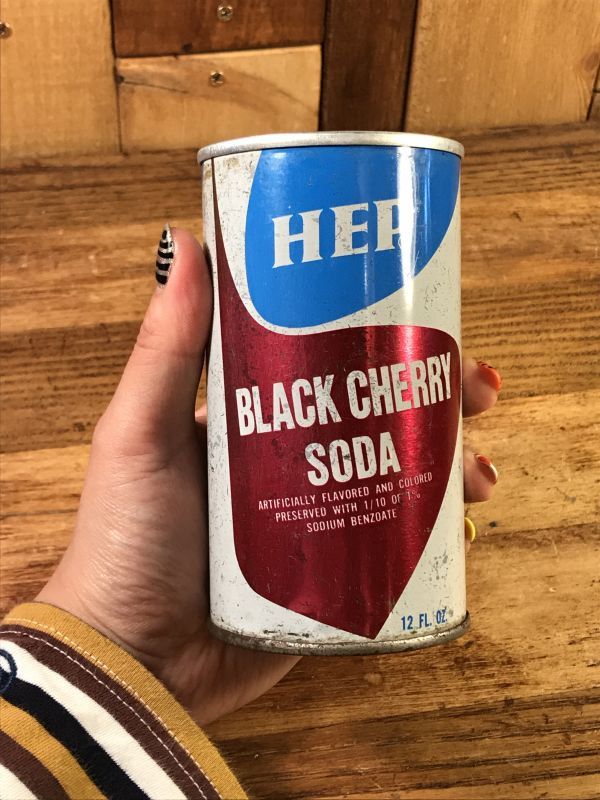 HEP
BLACK CHERRY
SODA
ARTIFICIALLY FLAVORED AND COLORED
PRESERVED WITH 1/10 OF 1%
SODIUM BENZOATE
12 FL. OZ.